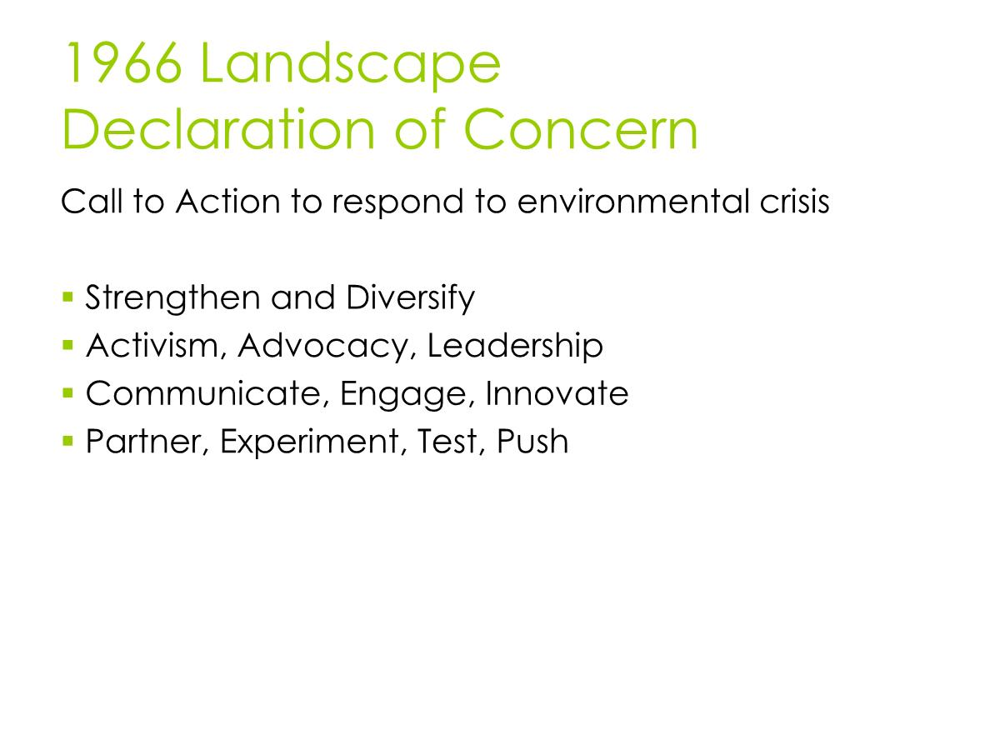 1966 Landscape
Declaration of Concern
Call to Action to respond to environmental crisis
▪ Strengthen and Diversify
▪ Activism, Advocacy, Leadership
▪ Communicate, Engage, Innovate
▪ Partner, Experiment, Test, Push